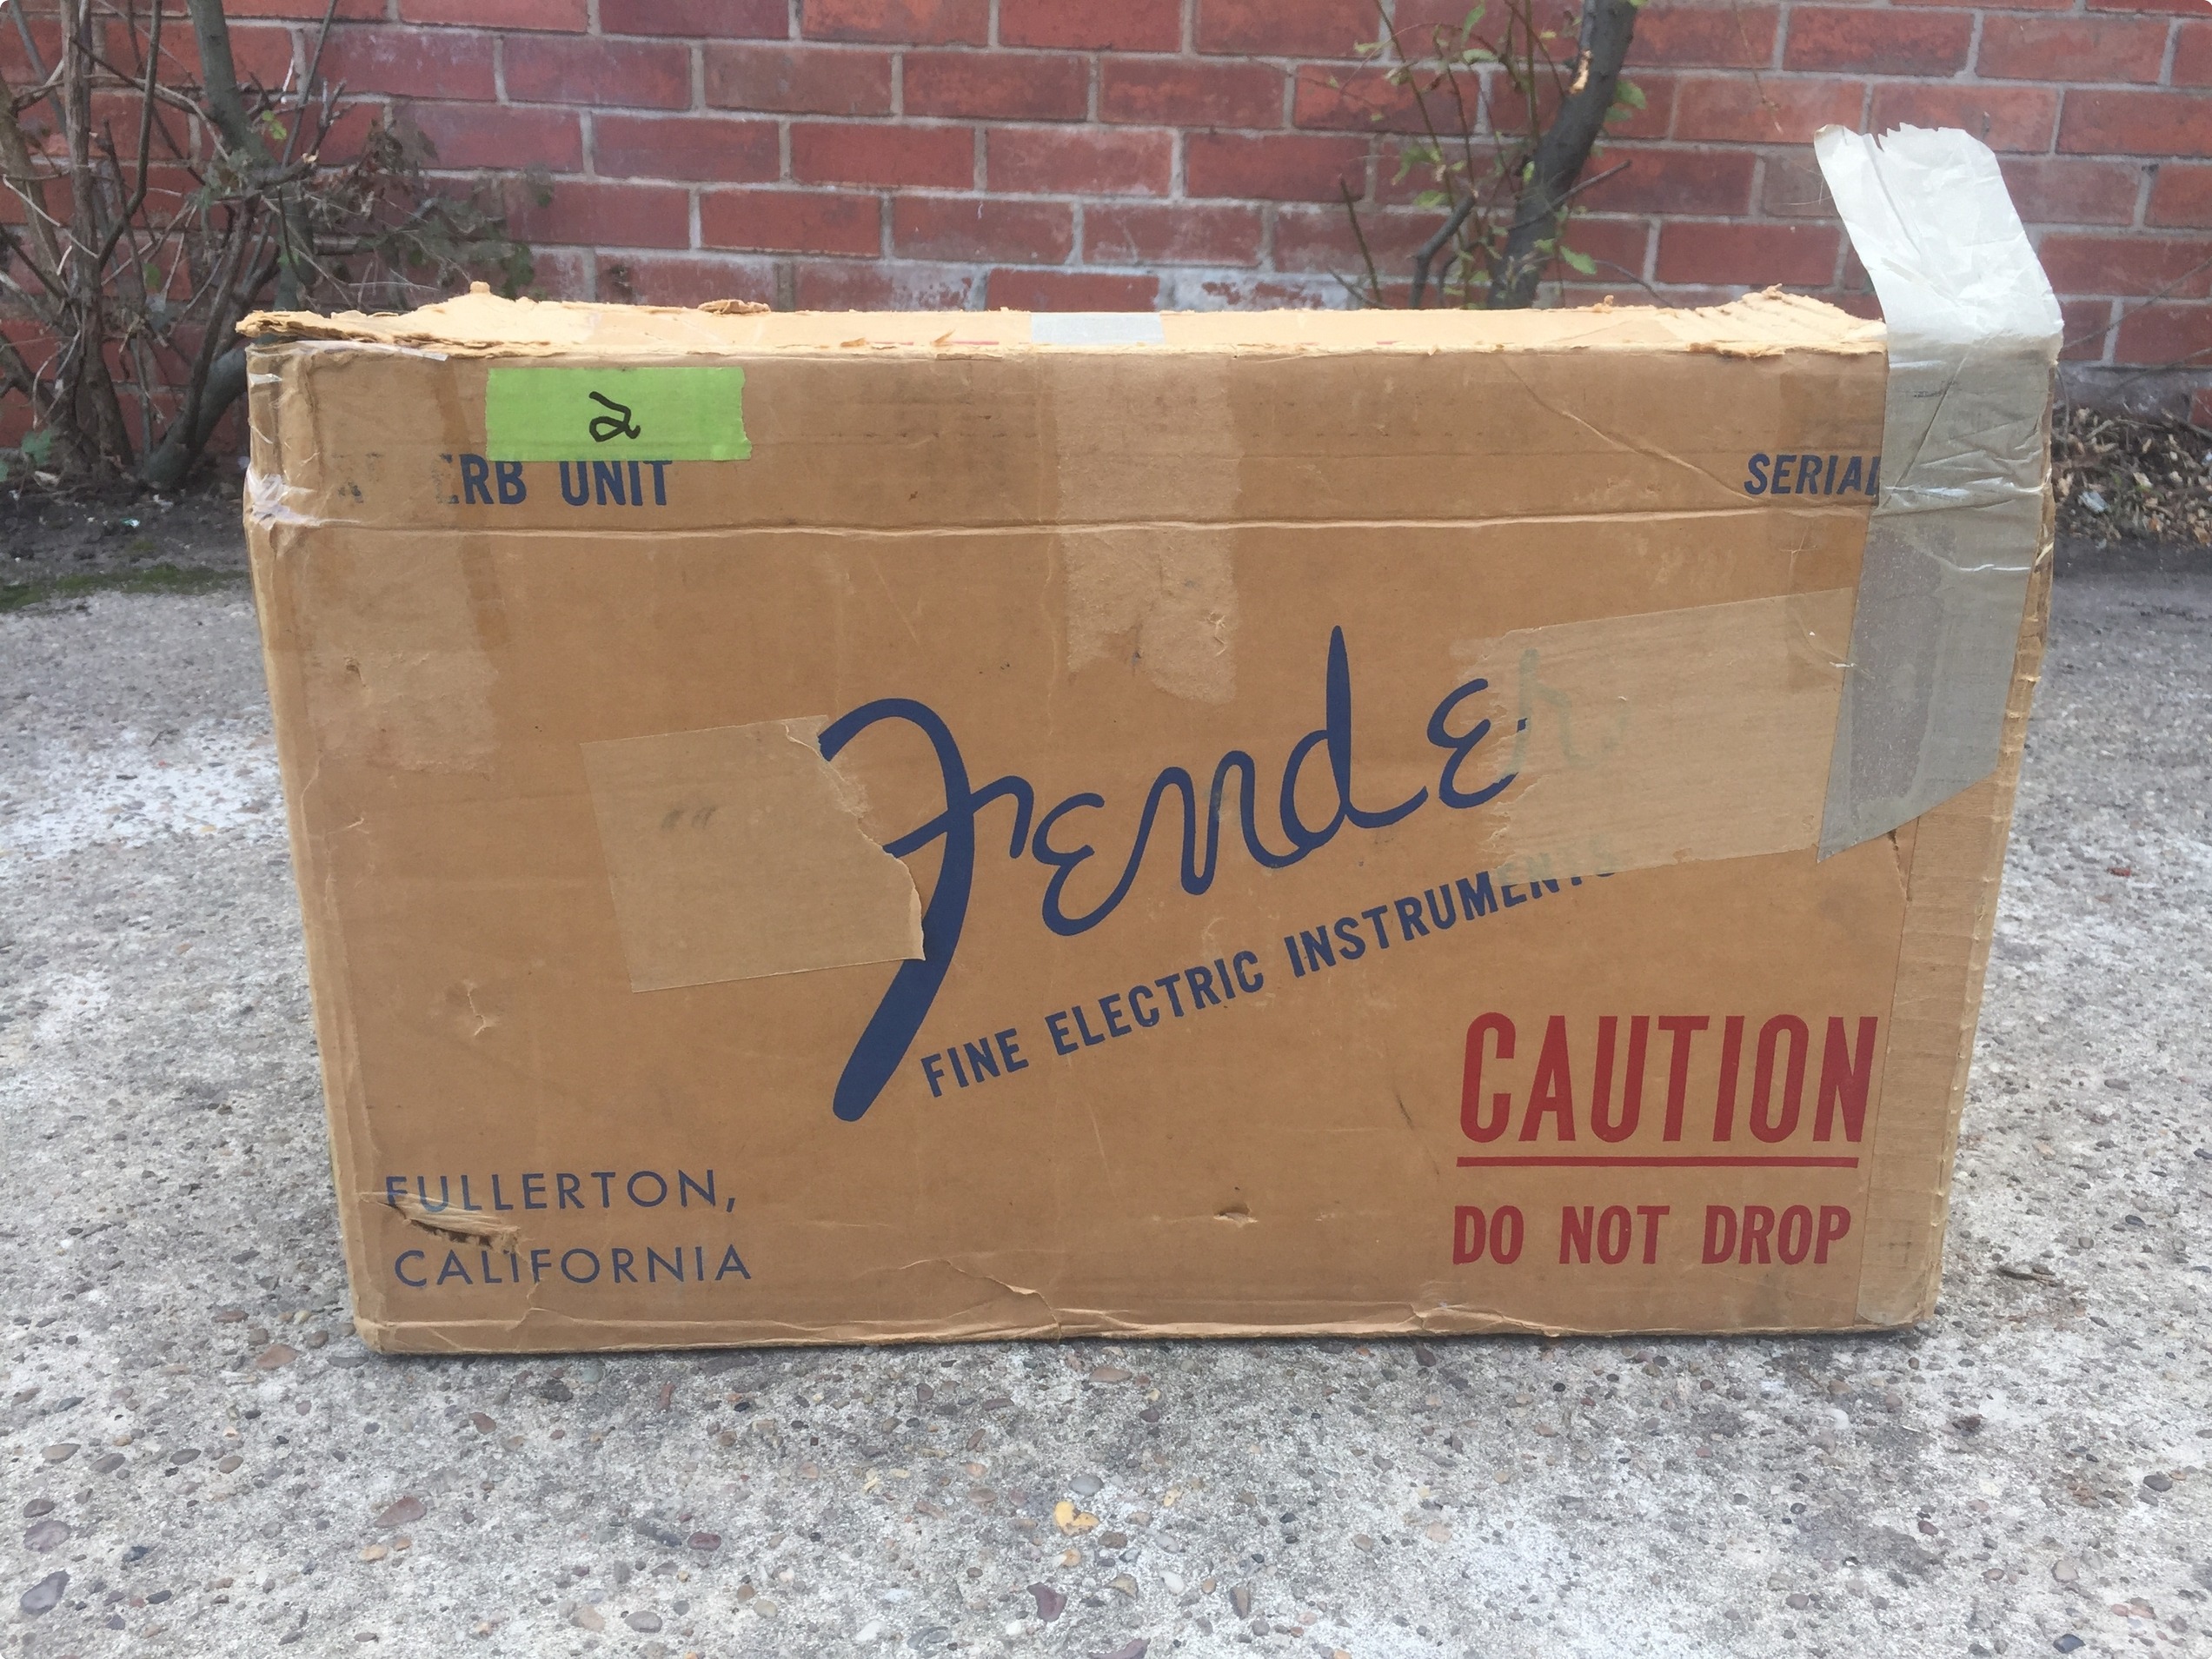 2
ERB UNIT
SERIAL
Fender
FINE ELECTRIC INSTRUMENTS
CAUTION
DO NOT DROP
FULLERTON,
CALIFORNIA